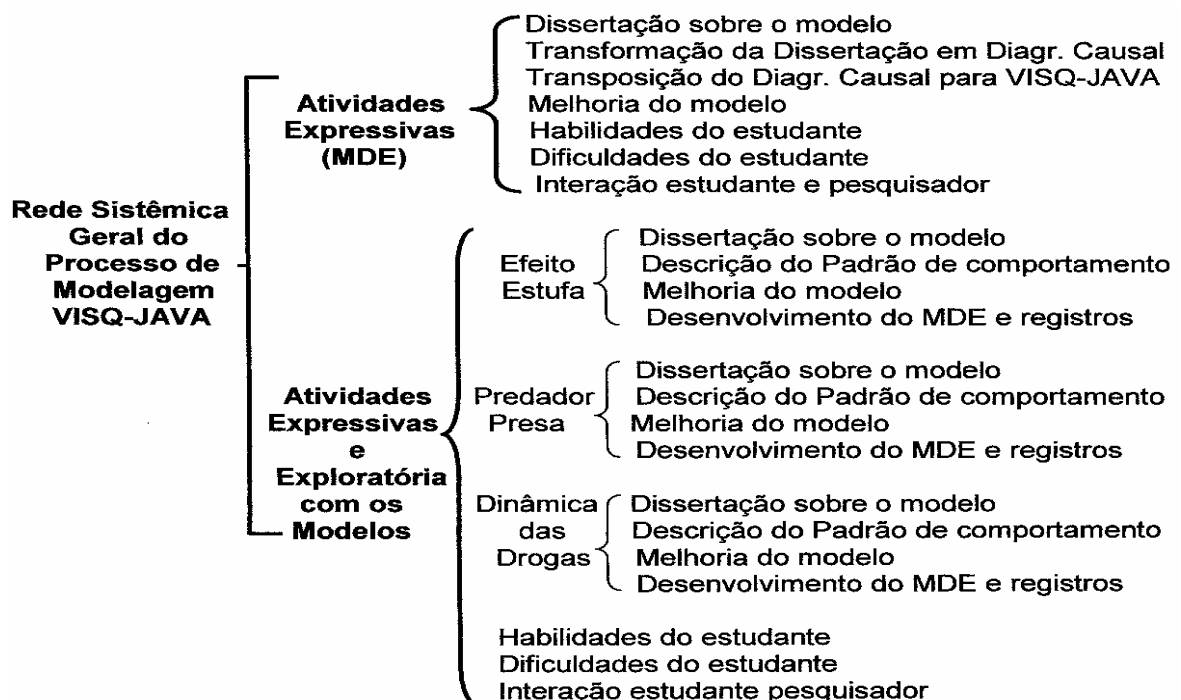 Dissertação sobre o modelo
Transformação da Dissertação em Diagr. Causal
Transposição do Diagr. Causal para VISQ-JAVA
Atividades Expressivas (MDE)
Melhoria do modelo
Habilidades do estudante
Dificuldades do estudante
Interação estudante e pesquisador
Rede Sistêmica
Geral do
Processo de
Modelagem
VISQ-JAVA
Efeito
Estufa
Dissertação sobre o modelo
Descrição do Padrão de comportamento
Melhoria do modelo
Desenvolvimento do MDE e registros
Atividades
Expressivas
e
Exploratória
com os
Modelos
Predador
Presa
Dissertação sobre o modelo
Descrição do Padrão de comportamento
Melhoria do modelo
Desenvolvimento do MDE e registros
Dinâmica
das
Drogas
Dissertação sobre o modelo
Descrição do Padrão de comportamento
Melhoria do modelo
Desenvolvimento do MDE e registros
Habilidades do estudante
Dificuldades do estudante
Interação estudante pesquisador